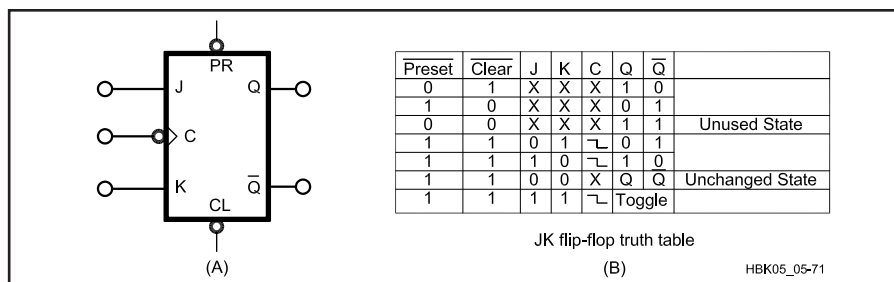 PR
J Q
C
K Q̅
CL
(A)
P̅r̅e̅s̅e̅t̅ C̅l̅e̅a̅r̅ J K C Q Q̅
0 1 X X X 1 0
1 0 X X X 0 1
0 0 X X X 1 1 Unused State
1 1 0 1 0 1
1 1 1 0 1 0
1 1 0 0 X Q Q̅ Unchanged State
1 1 1 1 Toggle
JK flip-flop truth table
(B)
HBK05_05-71